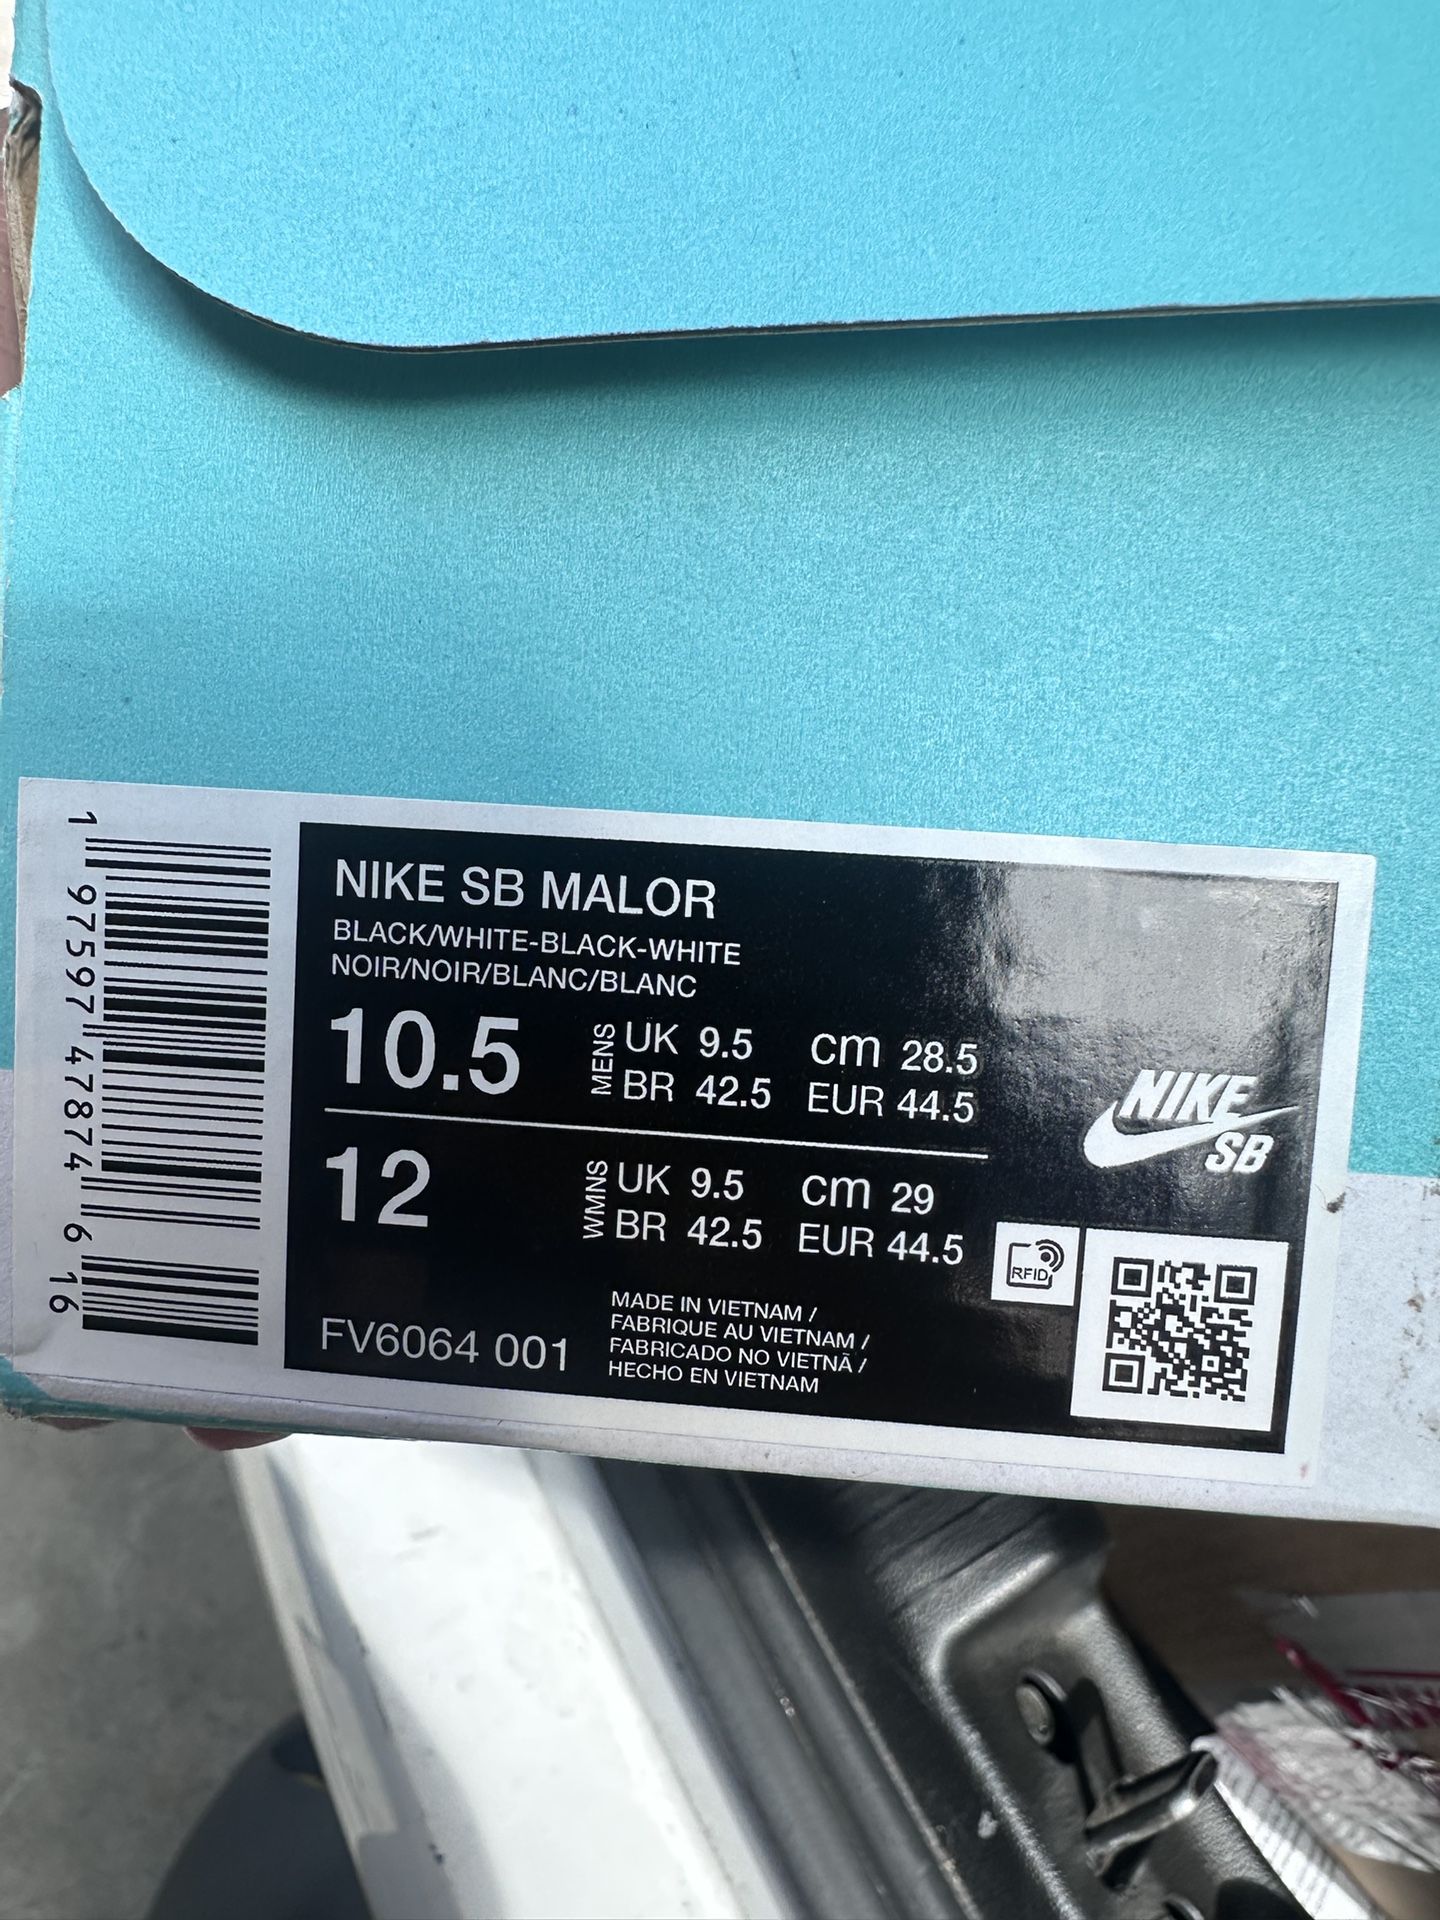 1 97597 47874 6 16
NIKE SB MALOR
BLACK/WHITE-BLACK-WHITE
NOIR/NOIR/BLANC/BLANC
10.5 MENS UK 9.5 cm 28.5
BR 42.5 EUR 44.5
12 WMNS UK 9.5 cm 29
BR 42.5 EUR 44.5
NIKE
SB
RFID
FV6064 001
MADE IN VIETNAM /
FABRIQUE AU VIETNAM /
FABRICADO NO VIETNÃ /
HECHO EN VIETNAM